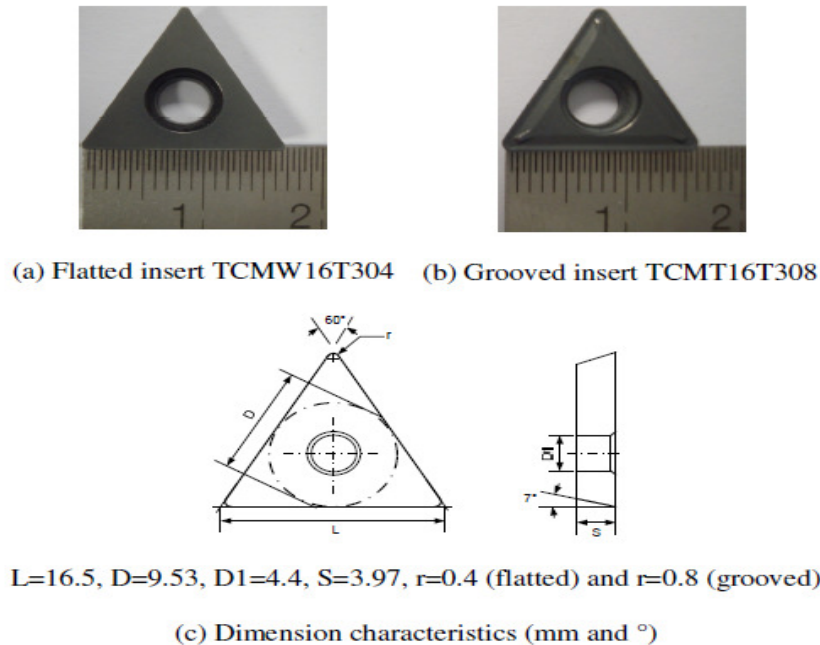 1 2
1 2
(a) Flatted insert TCMW16T304 (b) Grooved insert TCMT16T308
60°
r
D
L
D1
7°
S
L=16.5, D=9.53, D1=4.4, S=3.97, r=0.4 (flatted) and r=0.8 (grooved)
(c) Dimension characteristics (mm and °)